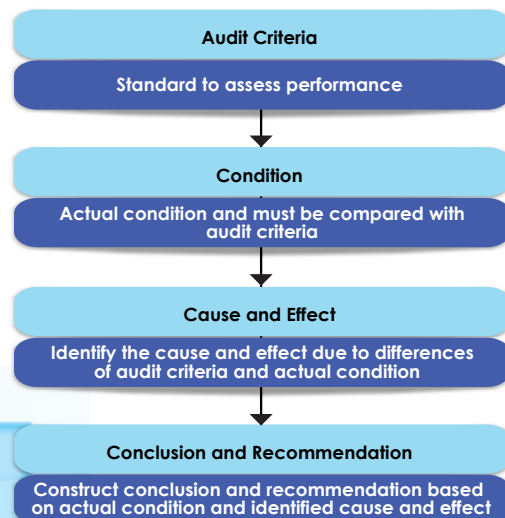 Audit Criteria
Standard to assess performance
Condition
Actual condition and must be compared with
audit criteria
Cause and Effect
Identify the cause and effect due to differences
of audit criteria and actual condition
Conclusion and Recommendation
Construct conclusion and recommendation based
on actual condition and identified cause and effect